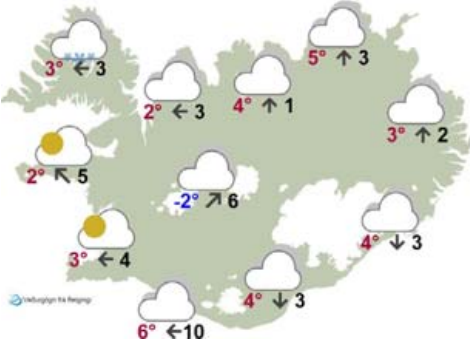 5° ↑ 3
3° ← 3
2° ← 3
4° ↑ 1
3° ↑ 2
2° ↖ 5
-2° ↗ 6
4° ↓ 3
3° ← 4
4° ↓ 3
6° ←10